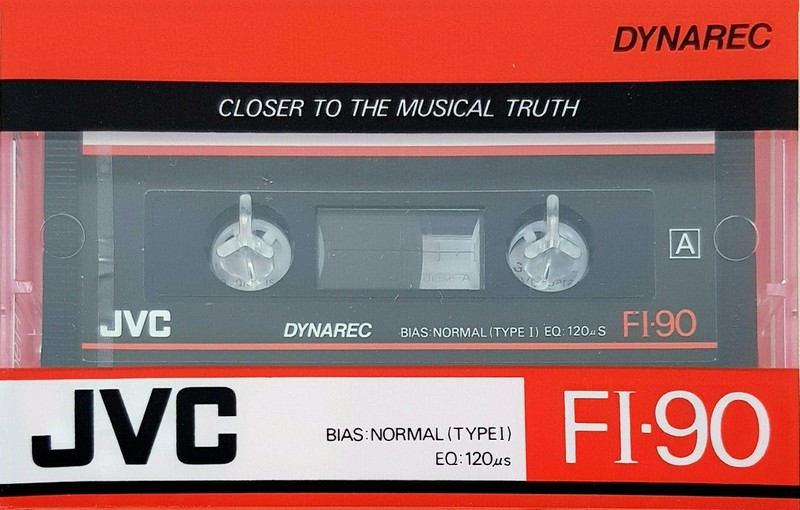 DYNAREC
CLOSER TO THE MUSICAL TRUTH
A
JVC DYNAREC BIAS:NORMAL (TYPE I) EQ:120μS FI·90
JVC
BIAS:NORMAL (TYPE I)
EQ:120μs
FI·90